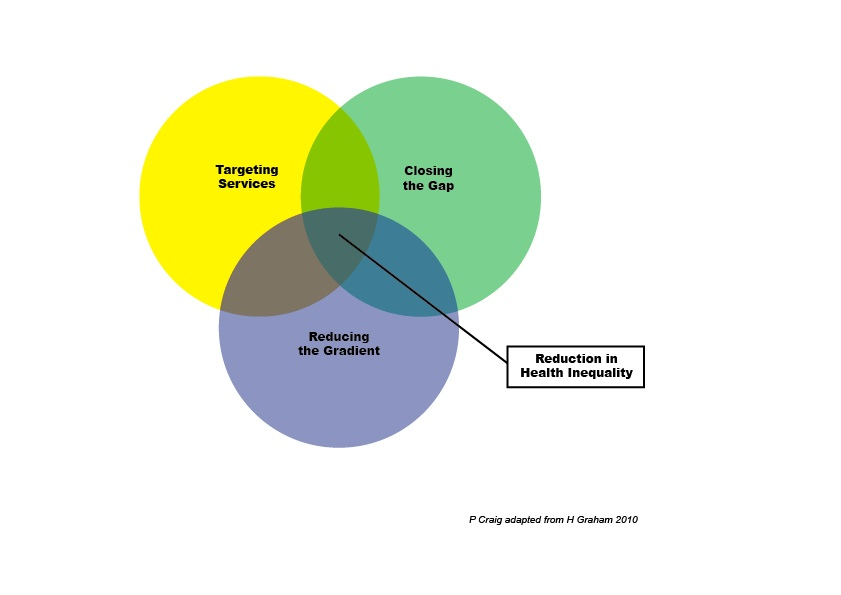 Targeting
Services
Closing
the Gap
Reducing
the Gradient
Reduction in
Health Inequality
P Craig adapted from H Graham 2010